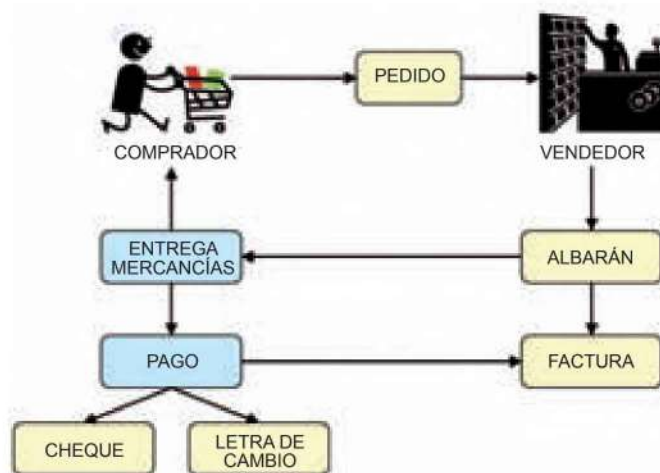 PEDIDO
COMPRADOR
VENDEDOR
ENTREGA
MERCANCÍAS
ALBARÁN
PAGO
FACTURA
CHEQUE
LETRA DE
CAMBIO